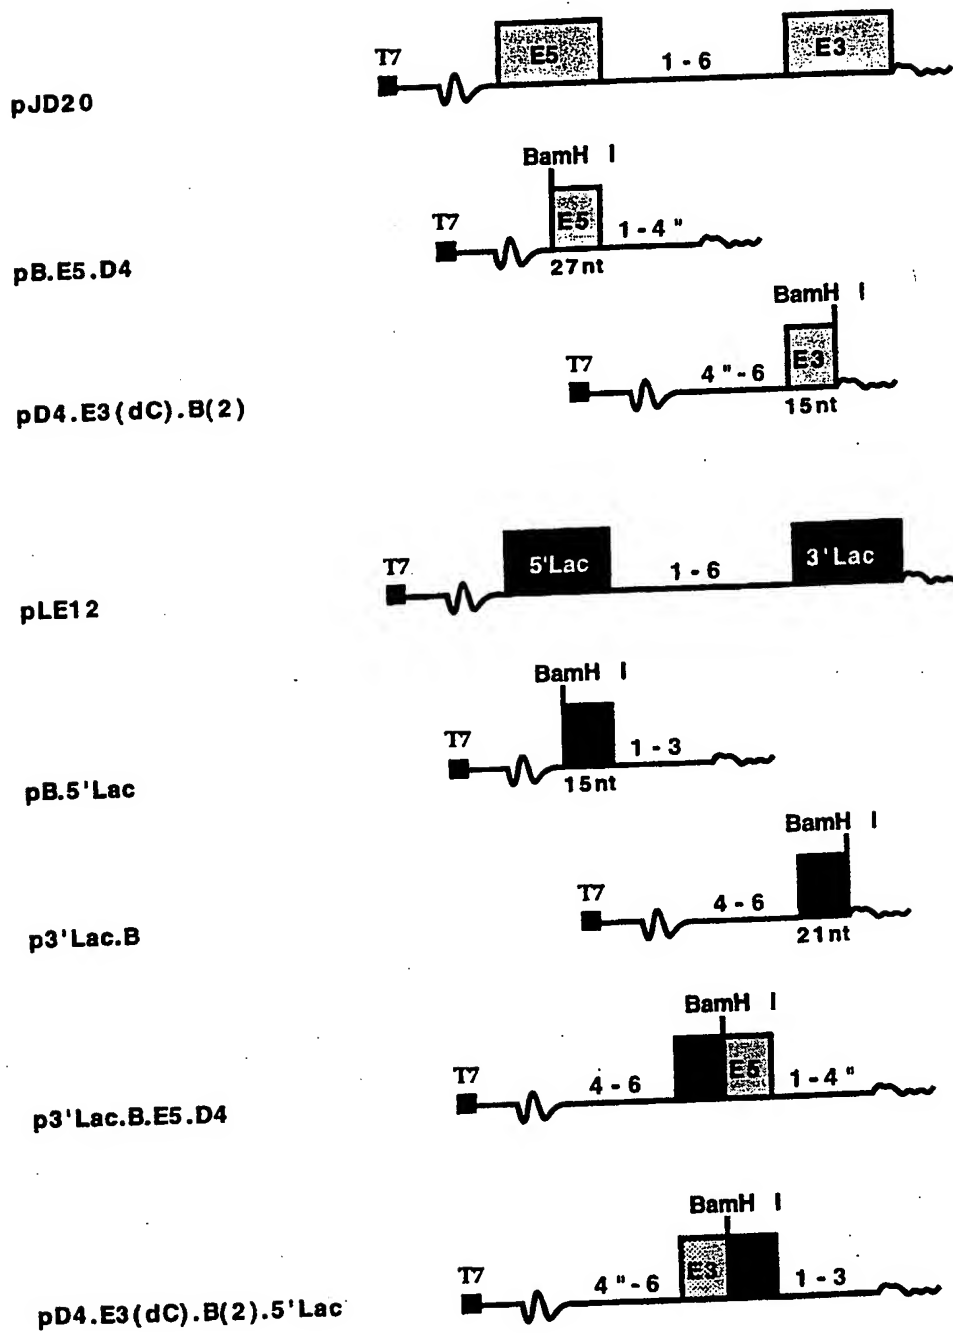 T7
E5
1 - 6
E3
pJD20
BamH I
T7
E5
1 - 4 "
27nt
pB.E5.D4
BamH I
T7
4 " - 6
E3
15nt
pD4.E3(dC).B(2)
T7
5'Lac
1 - 6
3'Lac
pLE12
BamH I
T7
1 - 3
15nt
pB.5'Lac
BamH I
T7
4 - 6
21nt
p3'Lac.B
BamH I
T7
4 - 6
E5
1 - 4 "
p3'Lac.B.E5.D4
BamH I
T7
4 " - 6
E3
1 - 3
pD4.E3(dC).B(2).5'Lac